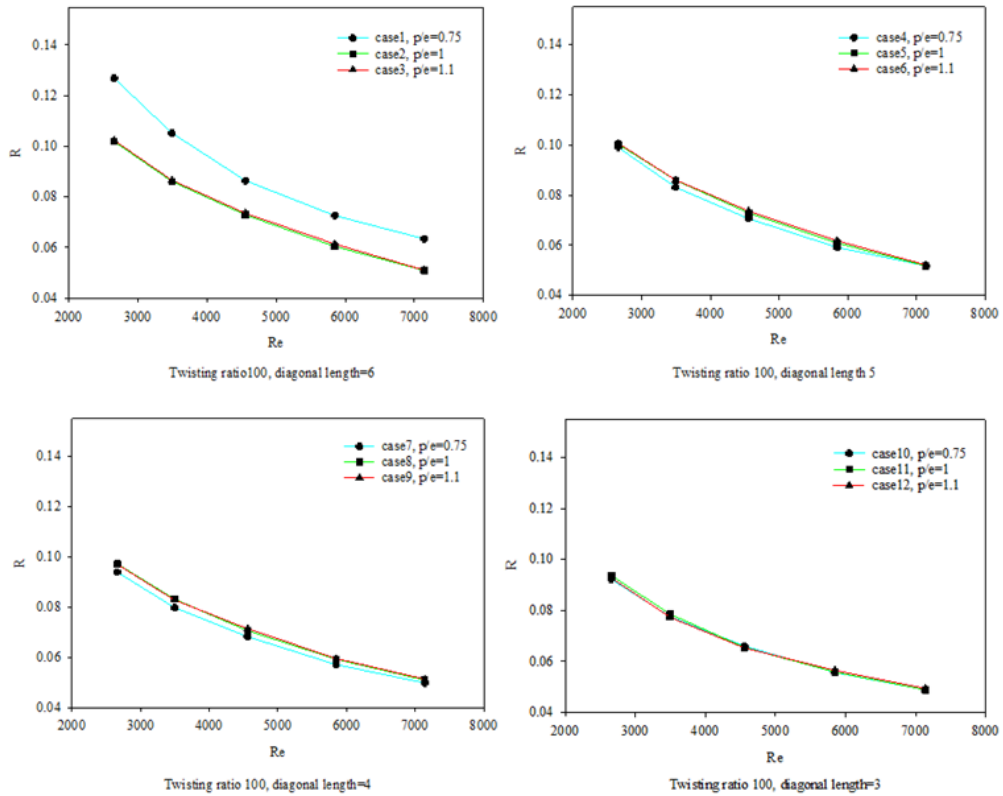 0.14
0.12
0.10
0.08
0.06
0.04
R
case1, p/e=0.75
case2, p/e=1
case3, p/e=1.1
2000 3000 4000 5000 6000 7000 8000
Re
Twisting ratio100, diagonal length=6
0.14
0.12
0.10
0.08
0.06
0.04
R
case4, p/e=0.75
case5, p/e=1
case6, p/e=1.1
2000 3000 4000 5000 6000 7000 8000
Re
Twisting ratio 100, diagonal length 5
0.14
0.12
0.10
0.08
0.06
0.04
R
case7, p/e=0.75
case8, p/e=1
case9, p/e=1.1
2000 3000 4000 5000 6000 7000 8000
Re
Twisting ratio 100, diagonal length=4
0.14
0.12
0.10
0.08
0.06
0.04
R
case10, p/e=0.75
case11, p/e=1
case12, p/e=1.1
2000 3000 4000 5000 6000 7000 8000
Re
Twisting ratio 100, diagonal length=3